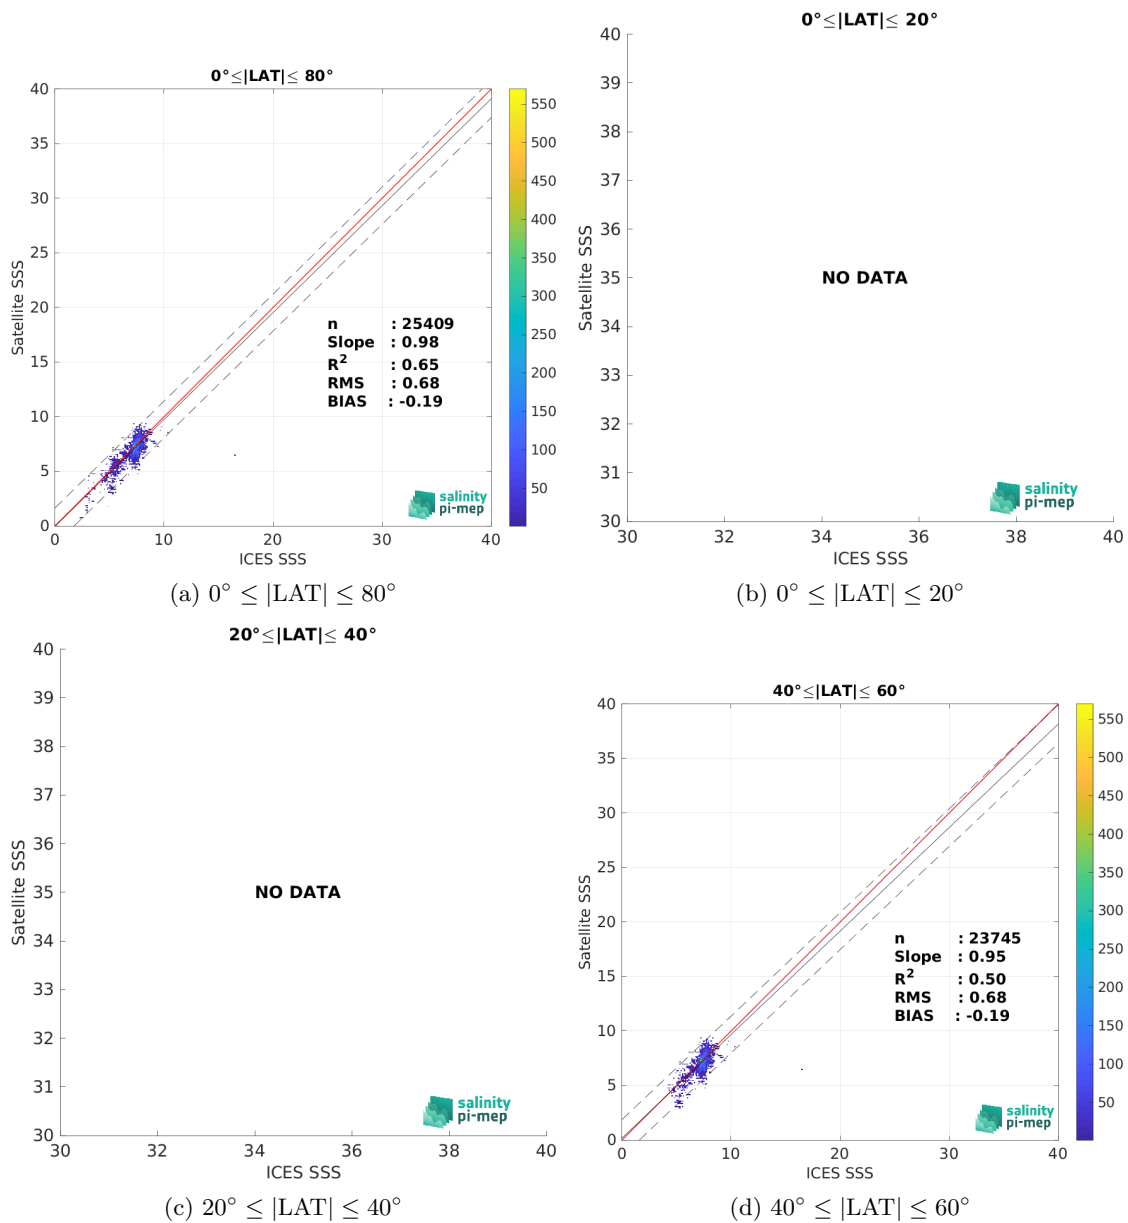 0°≤|LAT|≤ 80°
40
35
30
25
20
15
10
5
0
0
10
20
30
40
Satellite SSS
ICES SSS
n : 25409
Slope : 0.98
R2 : 0.65
RMS : 0.68
BIAS : -0.19
salinity
pi-mep
550
500
450
400
350
300
250
200
150
100
50
(a) 0° ≤ |LAT| ≤ 80°
0°≤|LAT|≤ 20°
40
39
38
37
36
35
34
33
32
31
30
30
32
34
36
38
40
Satellite SSS
ICES SSS
NO DATA
salinity
pi-mep
(b) 0° ≤ |LAT| ≤ 20°
20°≤|LAT|≤ 40°
40
39
38
37
36
35
34
33
32
31
30
30
32
34
36
38
40
Satellite SSS
ICES SSS
NO DATA
salinity
pi-mep
(c) 20° ≤ |LAT| ≤ 40°
40°≤|LAT|≤ 60°
40
35
30
25
20
15
10
5
0
0
10
20
30
40
Satellite SSS
ICES SSS
n : 23745
Slope : 0.95
R2 : 0.50
RMS : 0.68
BIAS : -0.19
salinity
pi-mep
550
500
450
400
350
300
250
200
150
100
50
(d) 40° ≤ |LAT| ≤ 60°